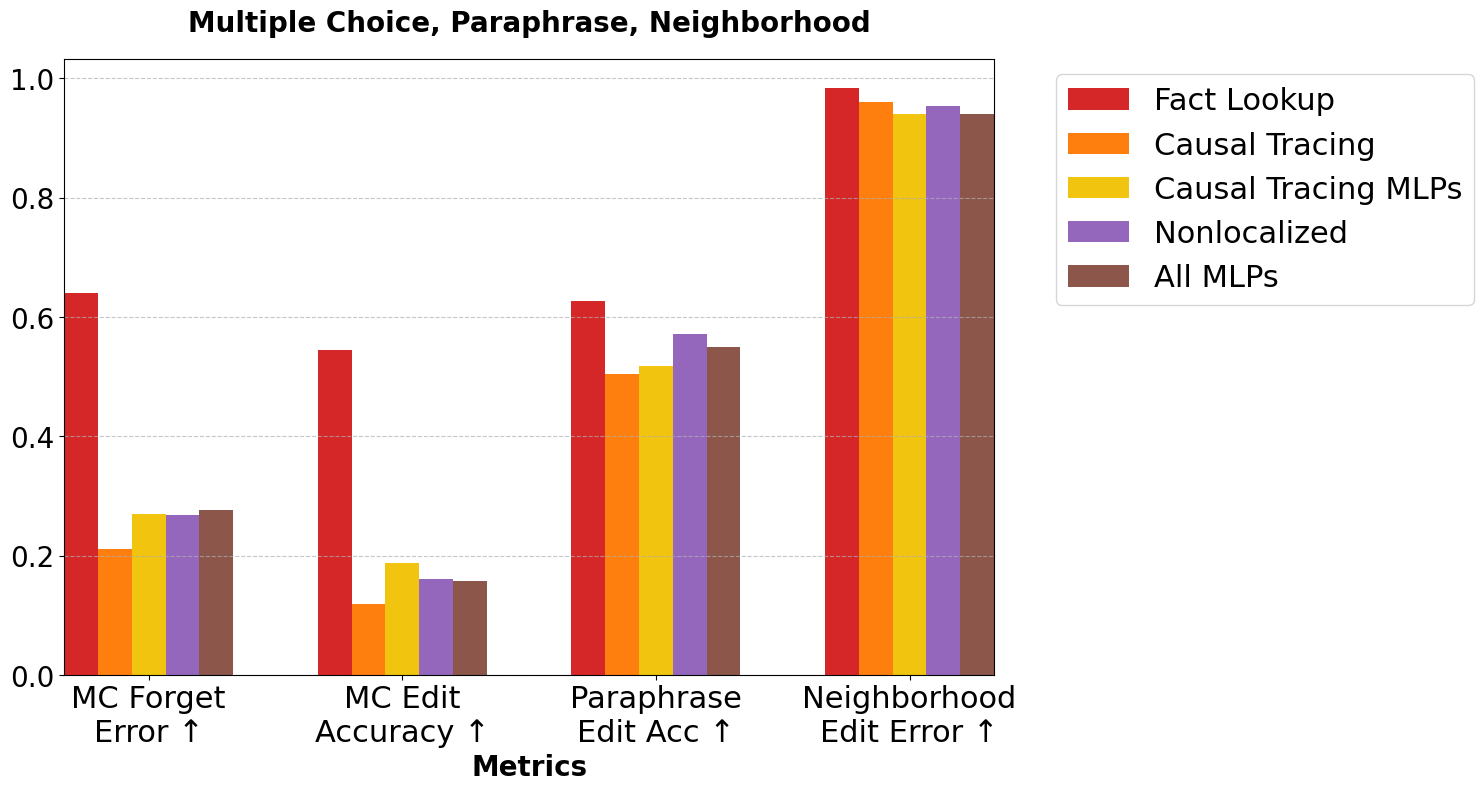 Multiple Choice, Paraphrase, Neighborhood
1.0
0.8
0.6
0.4
0.2
0.0
MC Forget
Error ↑
MC Edit
Accuracy ↑
Paraphrase
Edit Acc ↑
Neighborhood
Edit Error ↑
Metrics
Fact Lookup
Causal Tracing
Causal Tracing MLPs
Nonlocalized
All MLPs